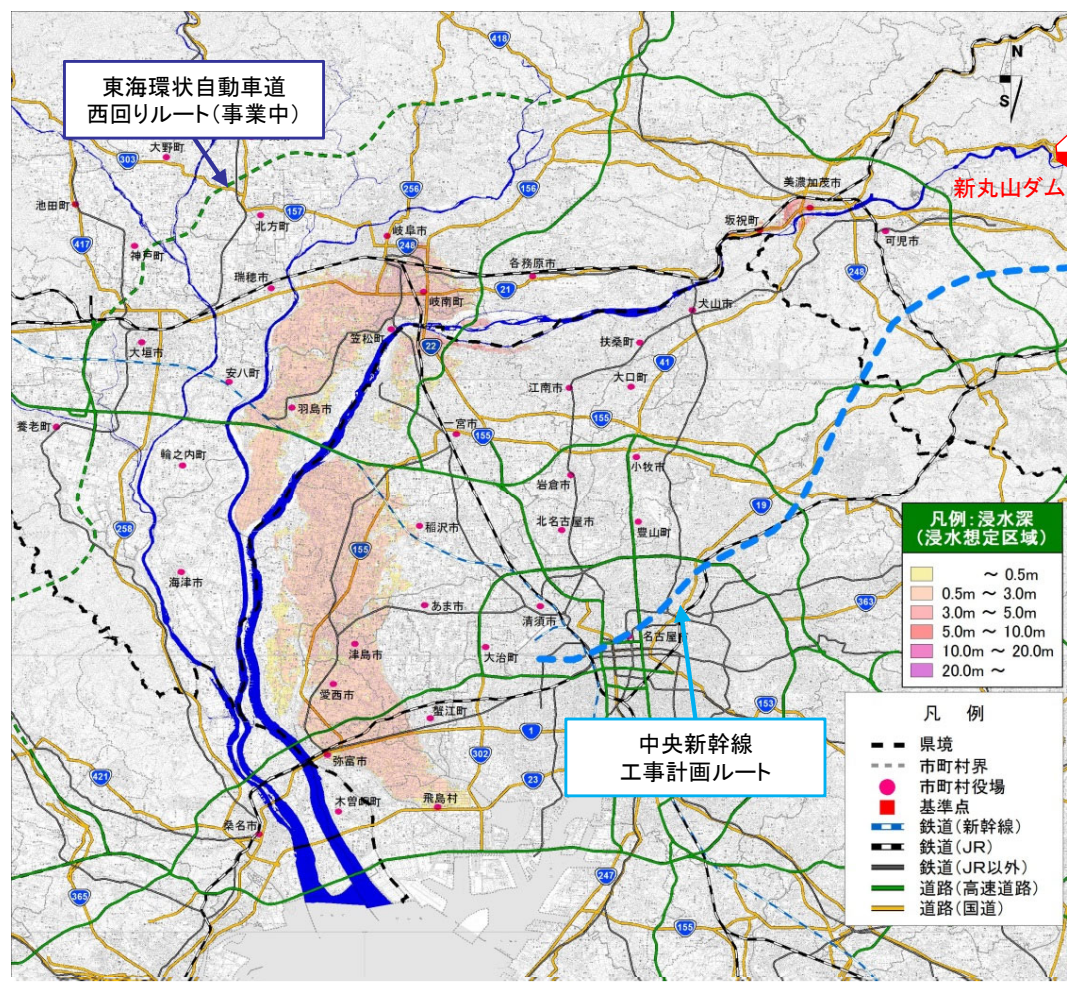 418
N
S
東海環状自動車道
西回りルート(事業中)
303
大野町
新丸山ダム
美濃加茂市
256
156
池田町
157
北方町
岐阜市
坂祝町
417
神戸町
248
可児市
瑞穂市
各務原市
248
21
岐南町
犬山市
笠松町
22
大垣市
扶桑町
41
安八町
江南市
大口町
羽島市
155
養老町
一宮市
155
輪之内町
小牧市
岩倉市
19
258
稲沢市
北名古屋市
豊山町
155
凡例:浸水深
(浸水想定区域)
～ 0.5m
0.5m ～ 3.0m
3.0m ～ 5.0m
5.0m ～ 10.0m
10.0m ～ 20.0m
20.0m ～
海津市
あま市
清須市
363
名古屋市
津島市
大治町
愛西市
153
蟹江町
中央新幹線
工事計画ルート
1
302
弥富市
23
421
木曽岬町
飛島村
桑名市
247
365
155
凡 例
県境
市町村界
市町村役場
基準点
鉄道(新幹線)
鉄道(JR)
鉄道(JR以外)
道路(高速道路)
道路(国道)